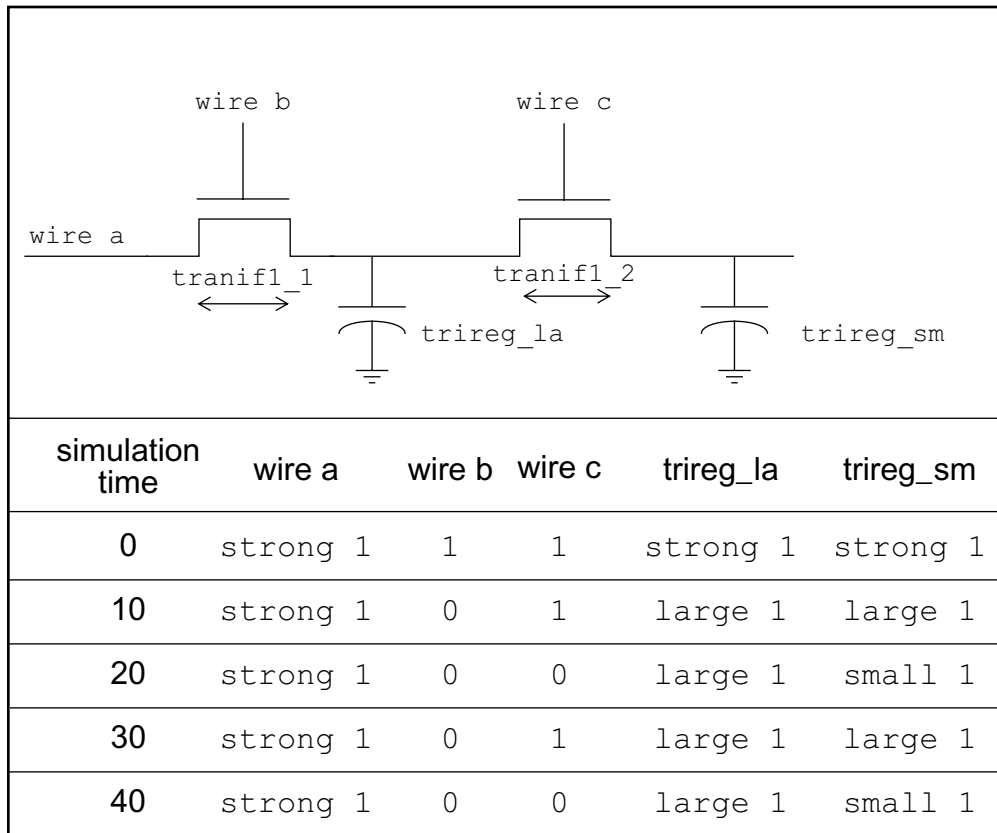 wire b wire c
wire a
tranif1_1 tranif1_2
trireg_la trireg_sm
simulation time wire a wire b wire c trireg_la trireg_sm
0 strong 1 1 1 strong 1 strong 1
10 strong 1 0 1 large 1 large 1
20 strong 1 0 0 large 1 small 1
30 strong 1 0 1 large 1 large 1
40 strong 1 0 0 large 1 small 1